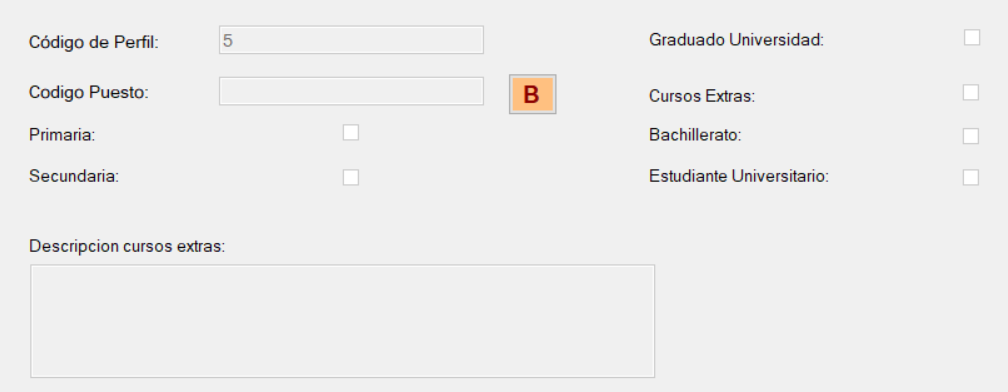 Código de Perfil: 5
Graduado Universidad:
Codigo Puesto: B
Cursos Extras:
Primaria:
Bachillerato:
Secundaria:
Estudiante Universitario:
Descripcion cursos extras: